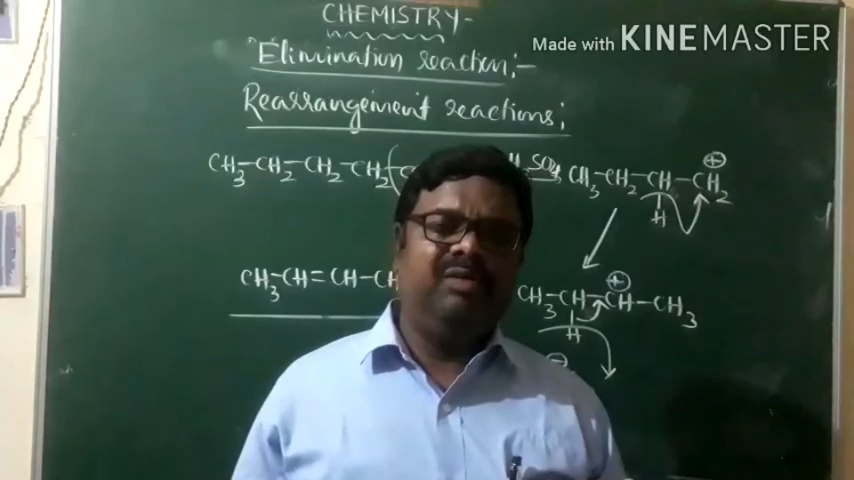 CHEMISTRY-
Made with KINEMASTER
Elimination reaction;-
Rearrangement reactions;
CH3-CH2-CH2-CH2
SO4
CH3-CH2-CH-CH2
⊕
H
CH3-CH=CH-CH
CH3-CH-CH-CH3
⊕
H
⊖